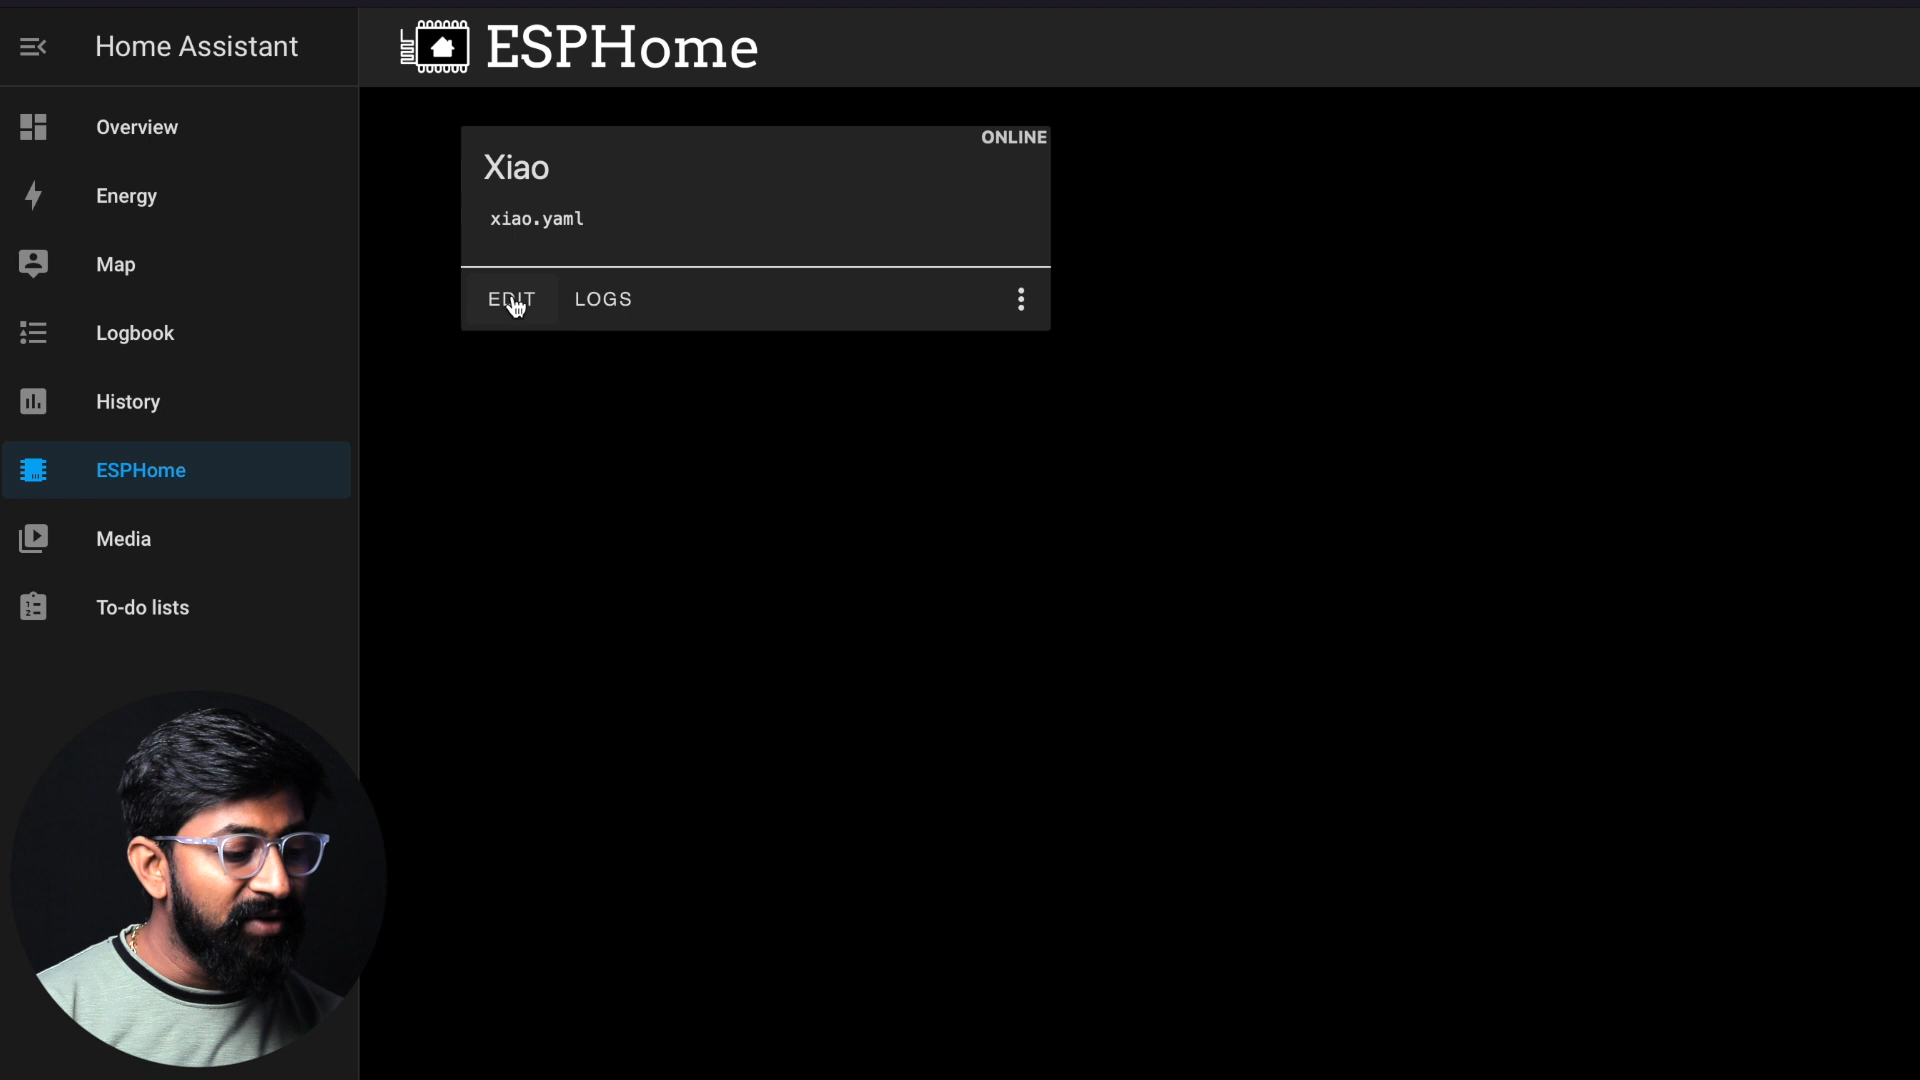 Home Assistant
ESPHome
Overview
Energy
Map
Logbook
History
ESPHome
Media
To-do lists
ONLINE
Xiao
xiao.yaml
EDIT
LOGS